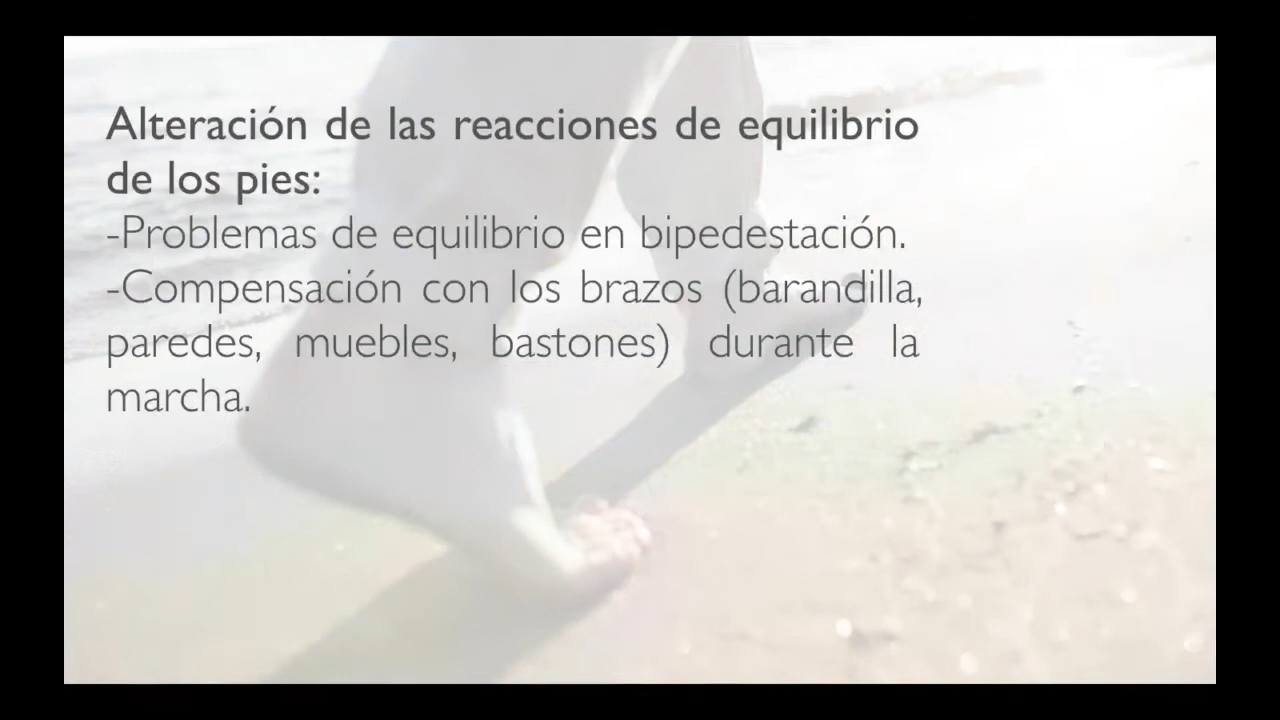 Alteración de las reacciones de equilibrio
de los pies:
-Problemas de equilibrio en bipedestación.
-Compensación con los brazos (barandilla,
paredes, muebles, bastones) durante la
marcha.